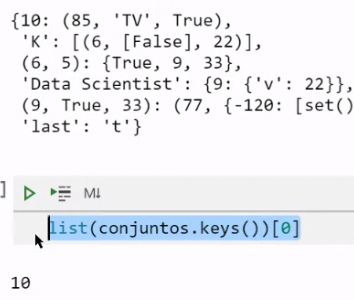 {10: (85, 'TV', True),
'K': [(6, [False], 22)],
(6, 5): {True, 9, 33},
'Data Scientist': {9: {'v': 22}},
(9, True, 33): (77, {-120: [set()
'last': 't'}
] M↓
list(conjuntos.keys())[0]
10